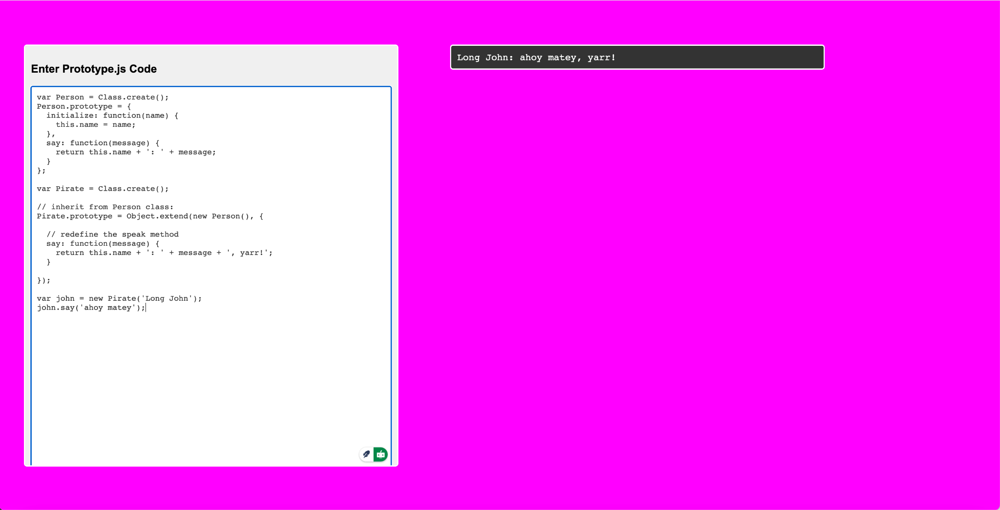 Enter Prototype.js Code
var Person = Class.create();
Person.prototype = {
  initialize: function(name) {
    this.name = name;
  },
  say: function(message) {
    return this.name + ': ' + message;
  }
};
var Pirate = Class.create();
// inherit from Person class:
Pirate.prototype = Object.extend(new Person(), {
  // redefine the speak method
  say: function(message) {
    return this.name + ': ' + message + ', yarr!';
  }
});
var john = new Pirate('Long John');
john.say('ahoy matey');
Long John: ahoy matey, yarr!